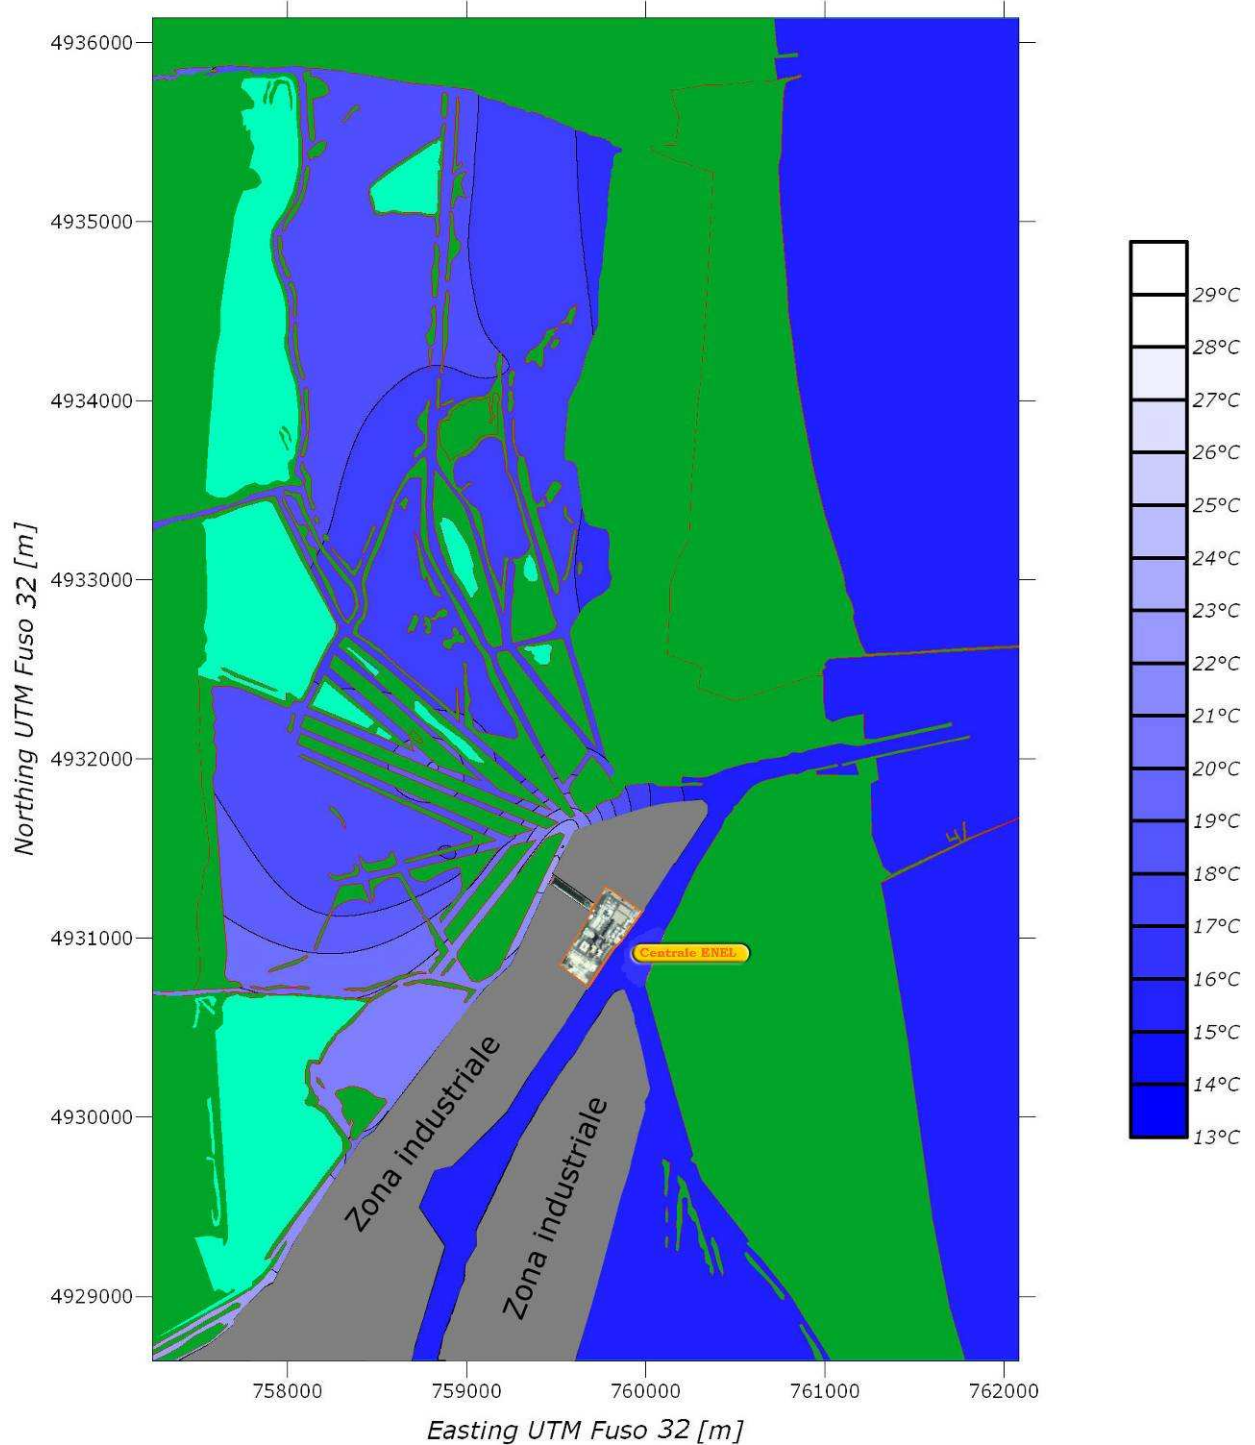 4936000
4935000
4934000
4933000
4932000
4931000
4930000
4929000
Northing UTM Fuso 32 [m]
758000
759000
760000
761000
762000
Easting UTM Fuso 32 [m]
Centrale ENEL
Zona industriale
Zona industriale
29°C
28°C
27°C
26°C
25°C
24°C
23°C
22°C
21°C
20°C
19°C
18°C
17°C
16°C
15°C
14°C
13°C